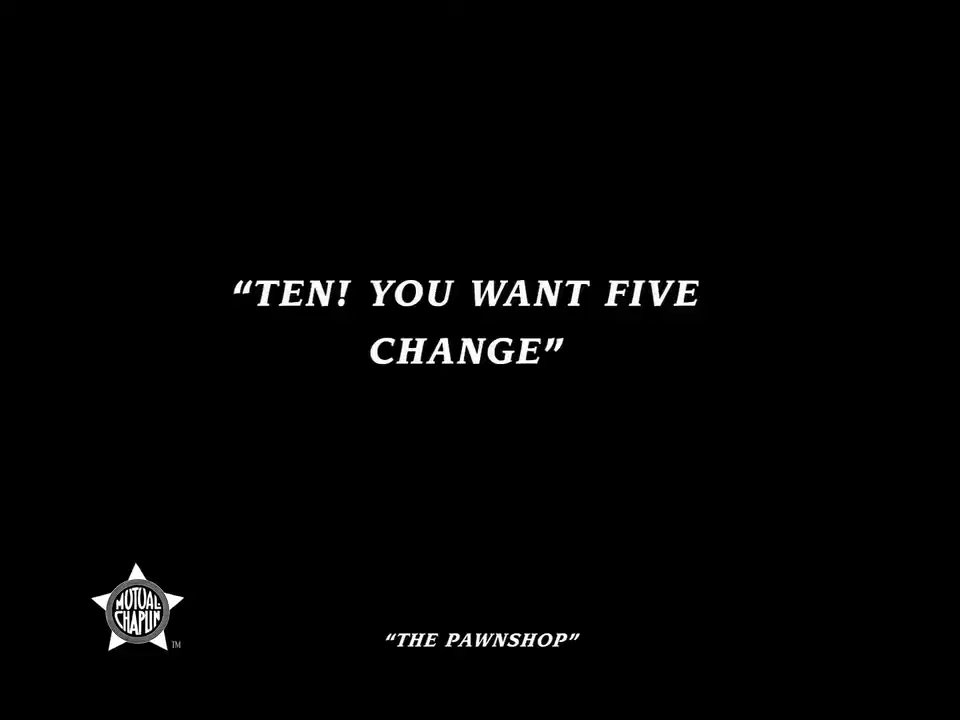 “TEN! YOU WANT FIVE
CHANGE”
MUTUAL-
CHAPLIN
TM
“THE PAWNSHOP”